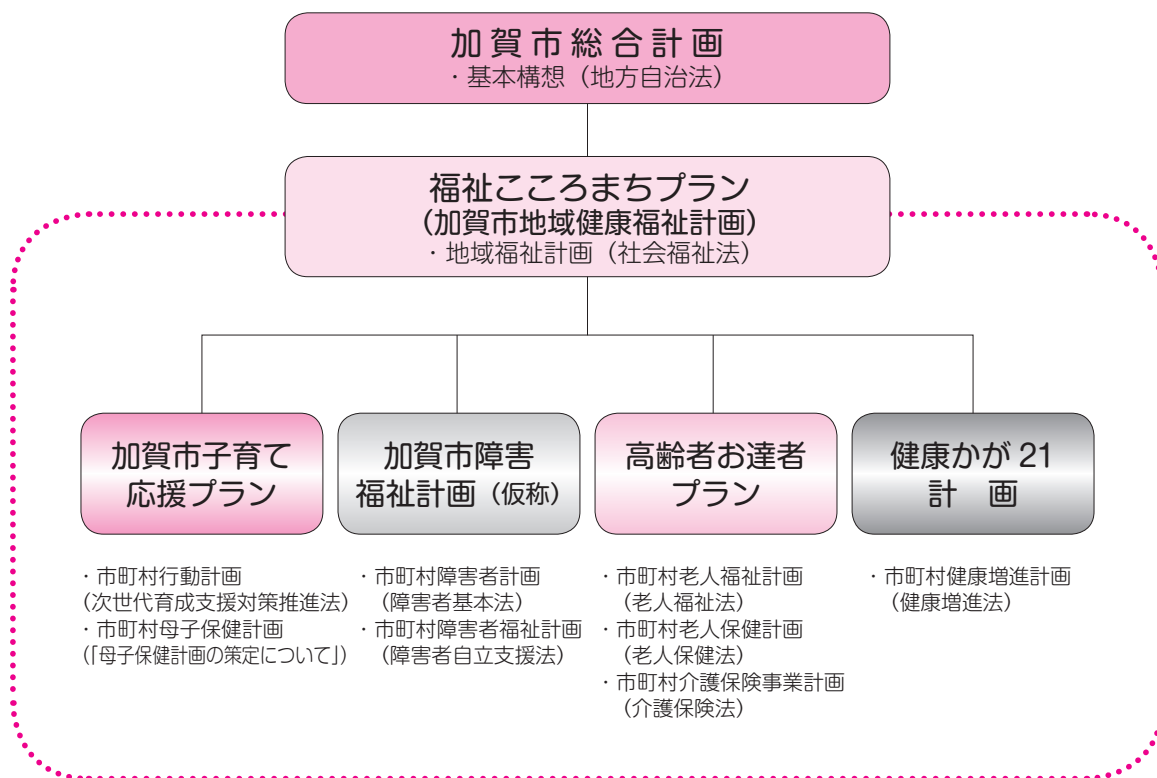 加賀市総合計画
・基本構想（地方自治法）
福祉こころまちプラン
（加賀市地域健康福祉計画）
・地域福祉計画（社会福祉法）
加賀市子育て
応援プラン
・市町村行動計画
（次世代育成支援対策推進法）
・市町村母子保健計画
（「母子保健計画の策定について」）
加賀市障害
福祉計画（仮称）
・市町村障害者計画
（障害者基本法）
・市町村障害者福祉計画
（障害者自立支援法）
高齢者お達者
プラン
・市町村老人福祉計画
（老人福祉法）
・市町村老人保健計画
（老人保健法）
・市町村介護保険事業計画
（介護保険法）
健康かが 21
計　画
・市町村健康増進計画
（健康増進法）